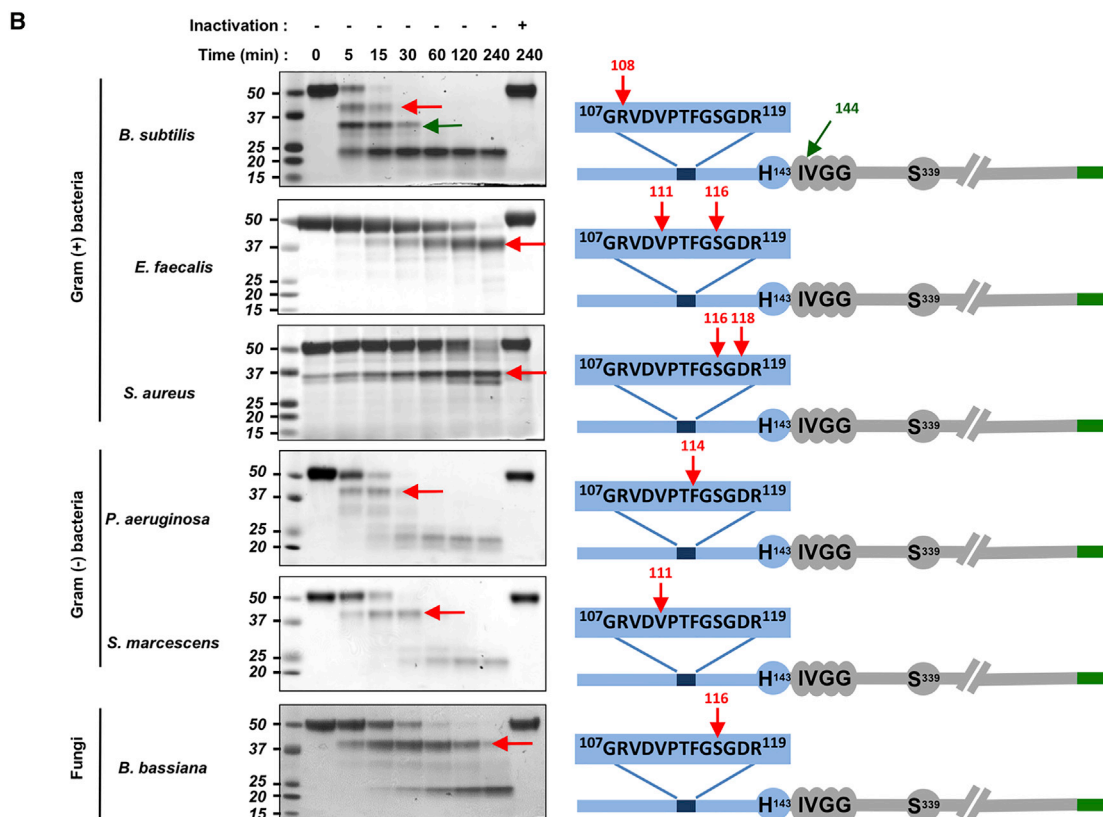 B
Inactivation : - - - - - - - +
Time (min) : 0 5 15 30 60 120 240 240
Gram (+) bacteria
B. subtilis
50
37
25
20
15
108
107GRVDVPTFGSGDR119
144
H143 IVGG S339
E. faecalis
50
37
25
20
15
111 116
107GRVDVPTFGSGDR119
H143 IVGG S339
S. aureus
50
37
25
20
15
116 118
107GRVDVPTFGSGDR119
H143 IVGG S339
Gram (-) bacteria
P. aeruginosa
50
37
25
20
114
107GRVDVPTFGSGDR119
H143 IVGG S339
S. marcescens
50
37
25
20
111
107GRVDVPTFGSGDR119
H143 IVGG S339
Fungi
B. bassiana
50
37
25
20
15
116
107GRVDVPTFGSGDR119
H143 IVGG S339